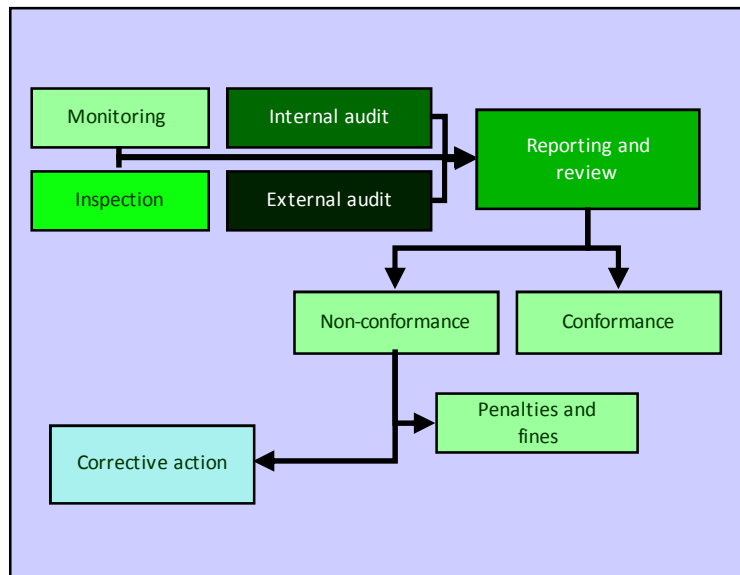 Monitoring
Internal audit
Reporting and
review
Inspection
External audit
Non-conformance
Conformance
Penalties and
fines
Corrective action